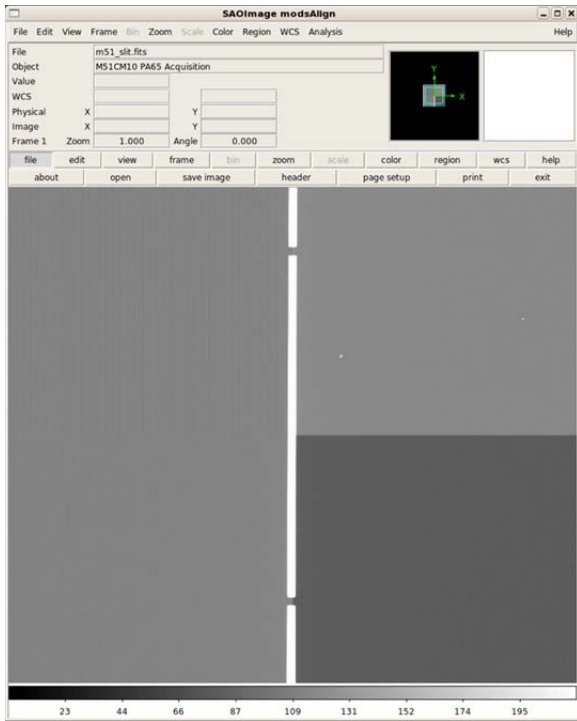 SAOImage modsAlign
File Edit View Frame Bin Zoom Scale Color Region WCS Analysis Help
File m51_slit.fits
Object M51CM10 PA65 Acquisition
Value
WCS
Physical X Y
Image X Y
Frame 1 Zoom 1.000 Angle 0.000
Y
X
file edit view frame bin zoom scale color region wcs help
about open save image header page setup print exit
23 44 66 87 109 131 152 174 195